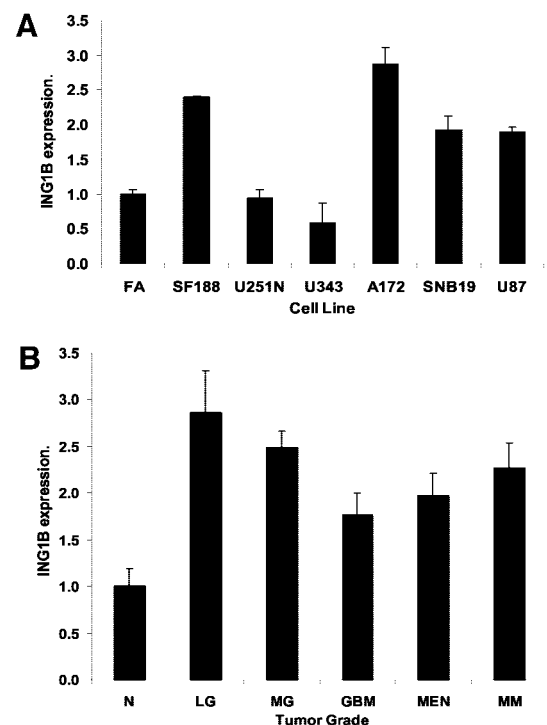 A
3.5
3.0
2.5
2.0
1.5
1.0
0.5
0.0
ING1B expression.
FA SF188 U251N U343 A172 SNB19 U87
Cell Line
B
3.5
3.0
2.5
2.0
1.5
1.0
0.5
0.0
ING1B expression.
N LG MG GBM MEN MM
Tumor Grade